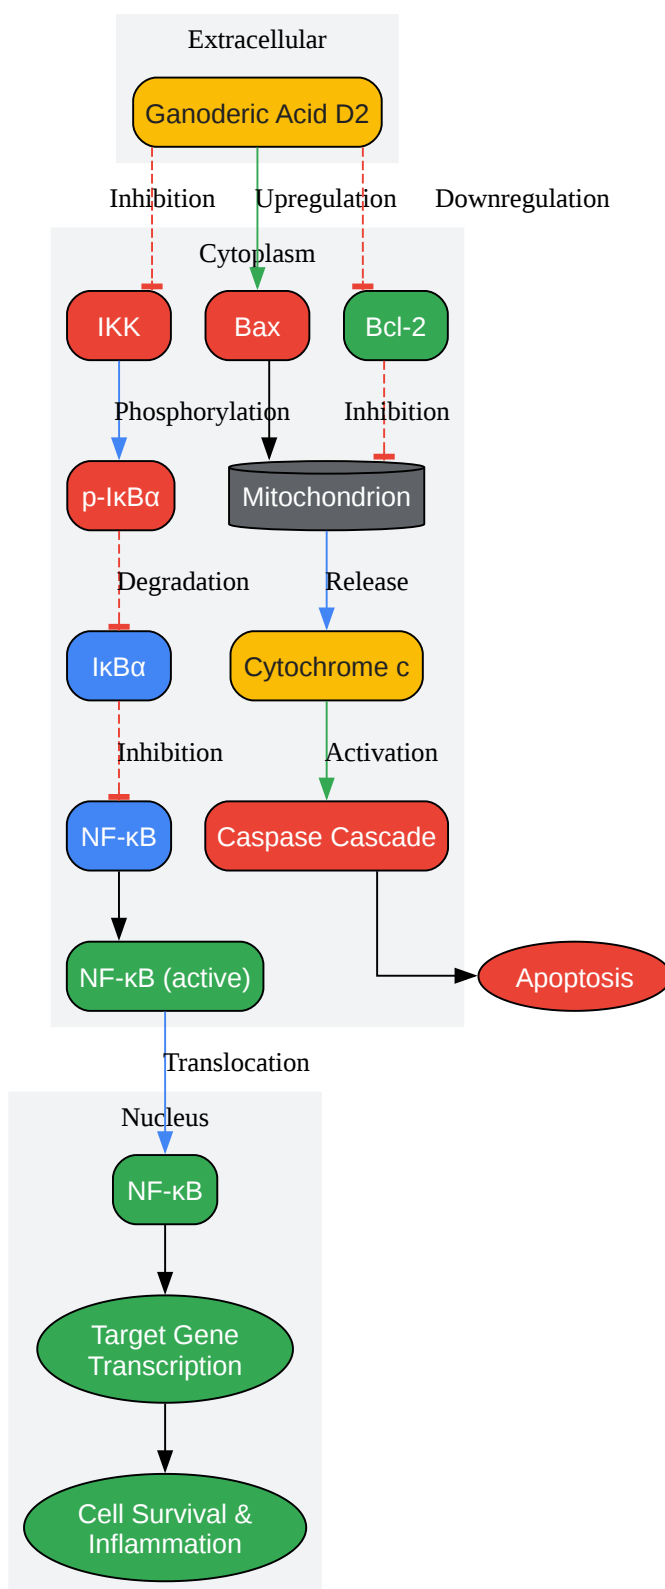 Extracellular
Ganoderic Acid D2
Inhibition
Upregulation
Downregulation
Cytoplasm
IKK
Bax
Bcl-2
Phosphorylation
Inhibition
p-IκBα
Mitochondrion
Degradation
Release
IκBα
Cytochrome c
Inhibition
Activation
NF-κB
Caspase Cascade
NF-κB (active)
Apoptosis
Translocation
Nucleus
NF-κB
Target Gene
Transcription
Cell Survival &
Inflammation